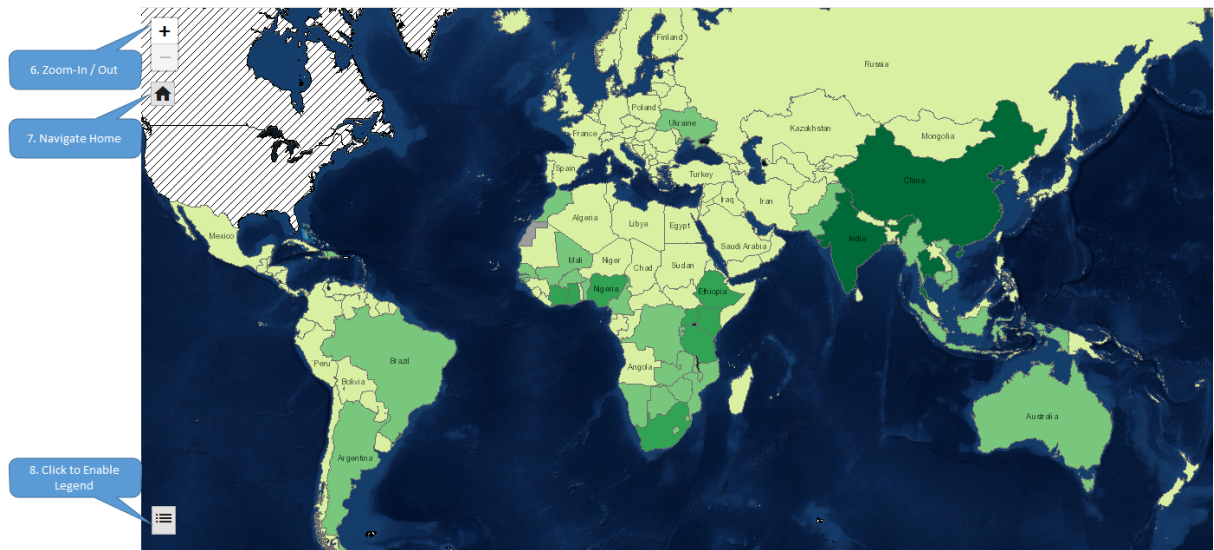 +
−
6. Zoom-In / Out
7. Navigate Home
Finland
Russia
Poland
Ukraine
Kazakhstan
France
Mongolia
Spain
Turkey
China
Iraq
Iran
Algeria
Libya
Egypt
Mexico
India
Saudi Arabia
Mali
Niger
Chad
Sudan
Nigeria
Ethiopia
Brazil
Peru
Angola
Bolivia
Australia
Argentina
8. Click to Enable
Legend